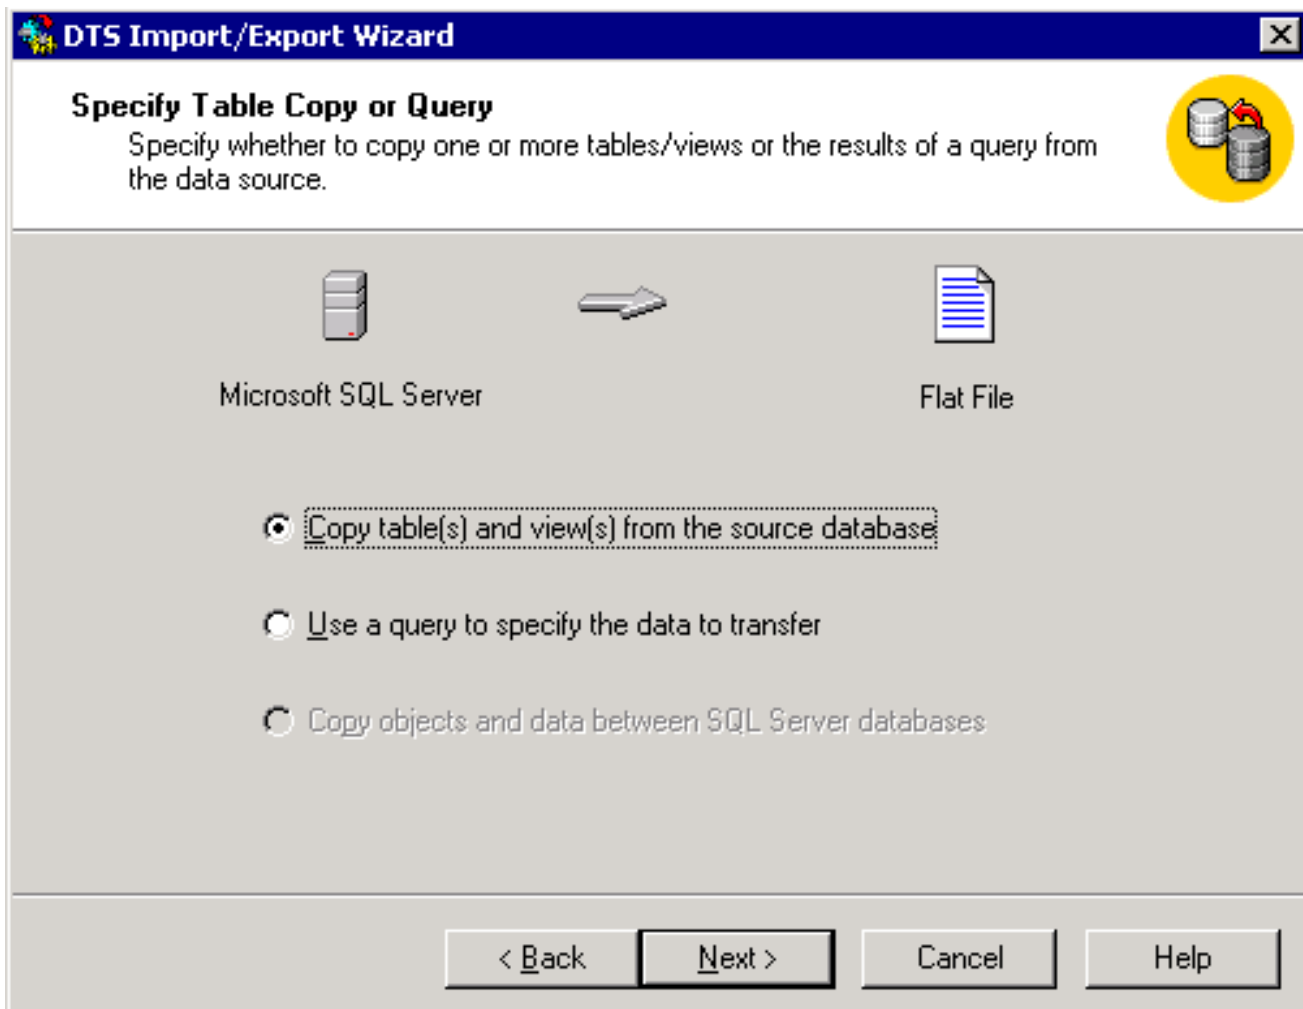 DTS Import/Export Wizard
Specify Table Copy or Query
Specify whether to copy one or more tables/views or the results of a query from
the data source.
Microsoft SQL Server
Flat File
Copy table(s) and view(s) from the source database
Use a query to specify the data to transfer
Copy objects and data between SQL Server databases
< Back
Next >
Cancel
Help